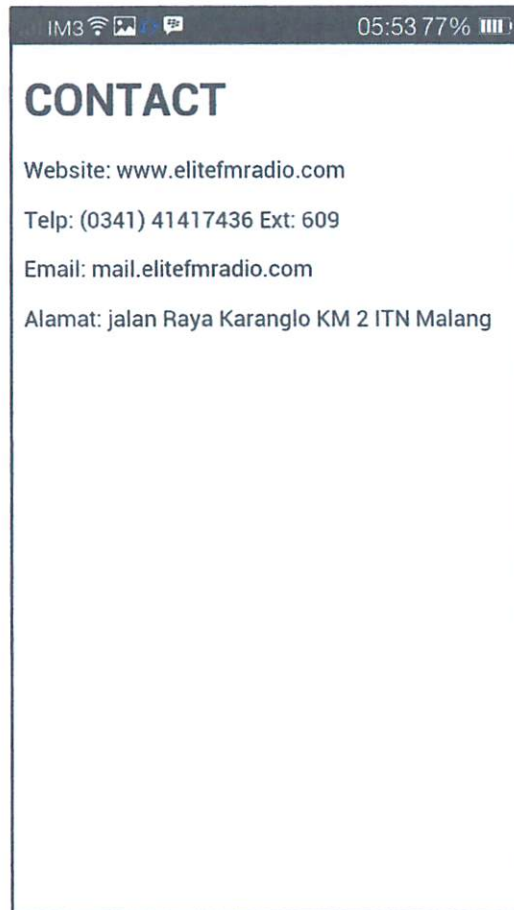 IM3 05:53 77%
CONTACT
Website: www.elitefmradio.com
Telp: (0341) 41417436 Ext: 609
Email: mail.elitefmradio.com
Alamat: jalan Raya Karanglo KM 2 ITN Malang